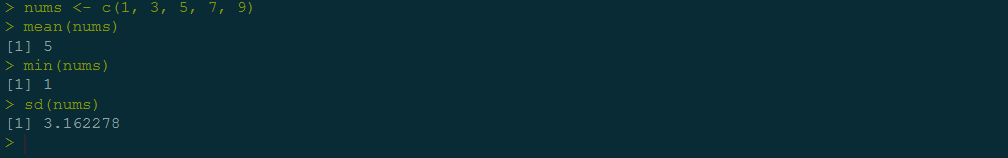 > nums <- c(1, 3, 5, 7, 9)
> mean(nums)
[1] 5
> min(nums)
[1] 1
> sd(nums)
[1] 3.162278
>